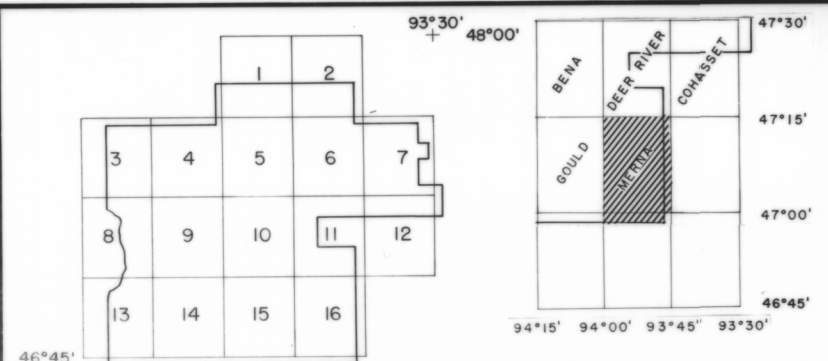 93°30'
48°00'
1 2
3 4 5 6 7
8 9 10 11 12
13 14 15 16
46°45'
BENA DEER RIVER COHASSET
GOULD MERNA
47°30'
47°15'
47°00'
46°45'
94°15' 94°00' 93°45" 93°30'